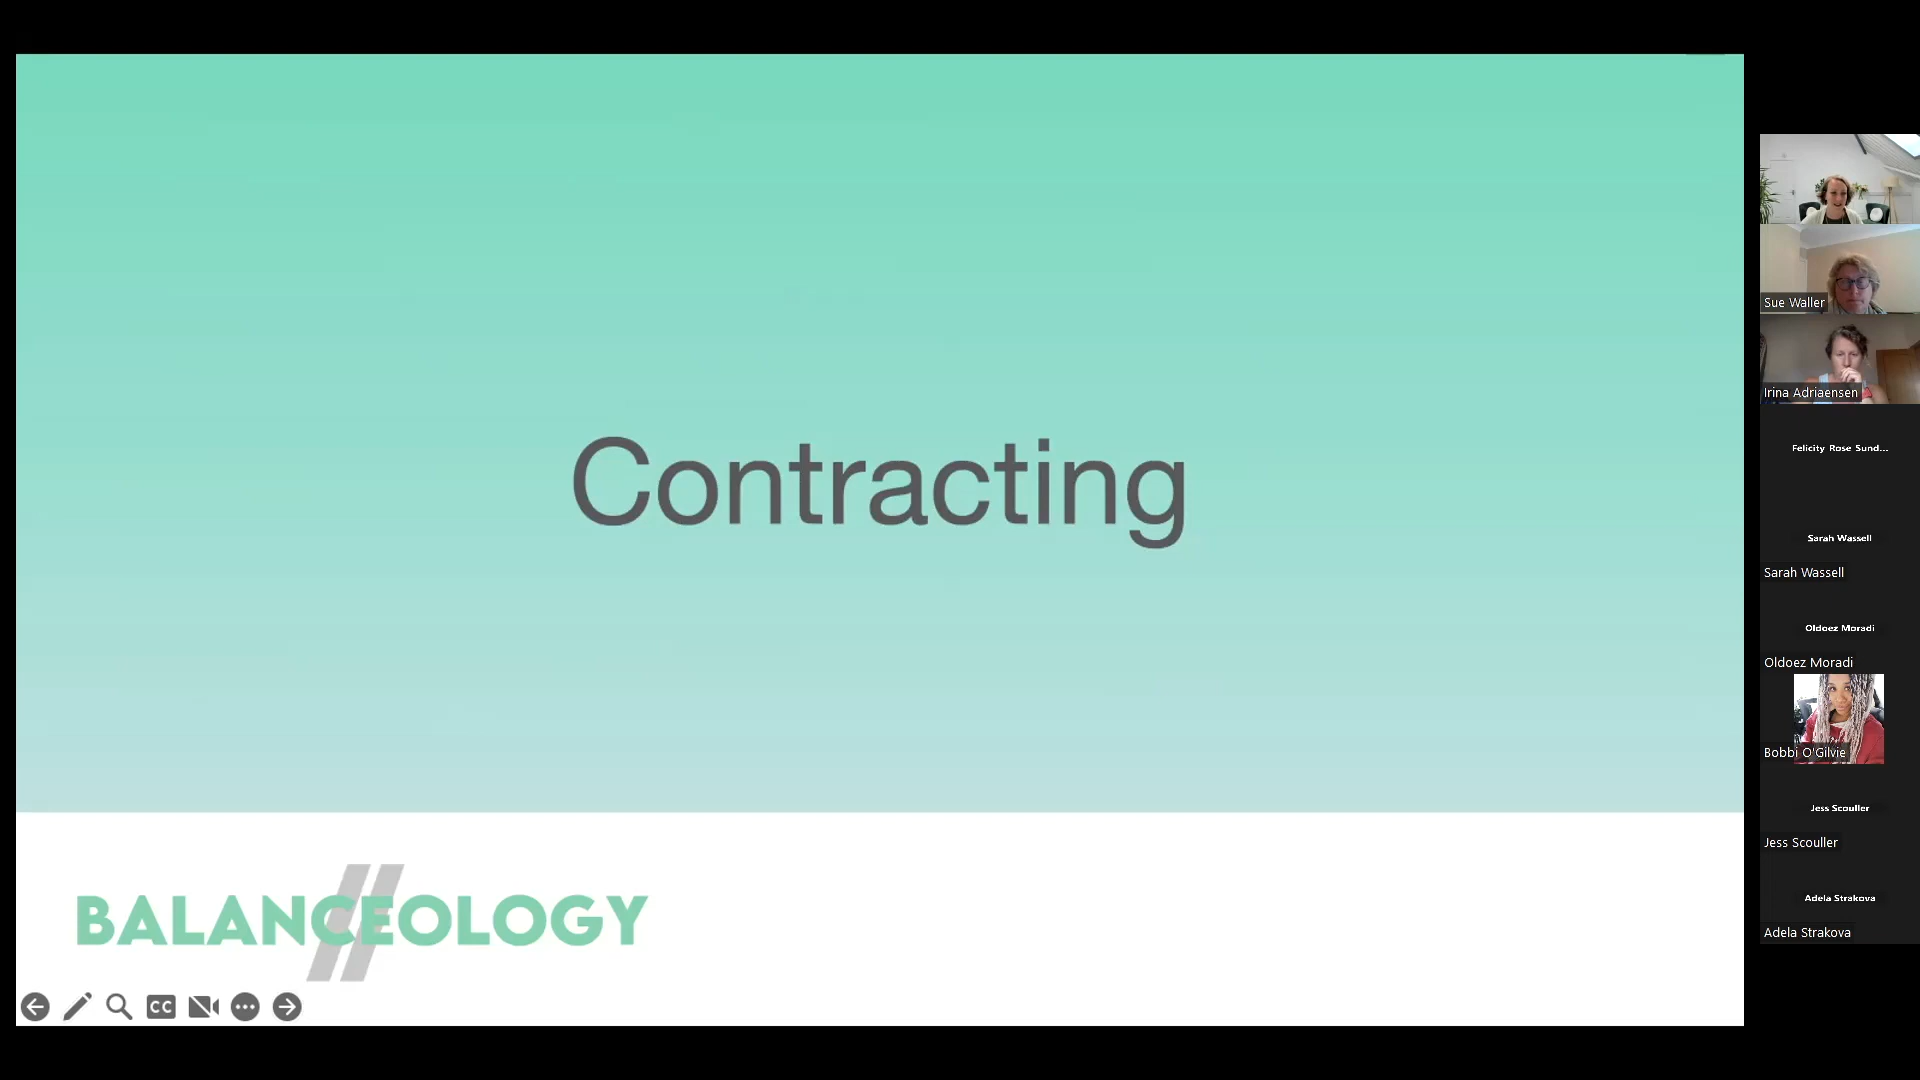 Contracting
BALANCEOLOGY
CC
Sue Waller
Irina Adriaensen
Felicity Rose Sund...
Sarah Wassell
Sarah Wassell
Oldoez Moradi
Oldoez Moradi
Bobbi O'Gilvie
Jess Scouller
Jess Scouller
Adela Strakova
Adela Strakova